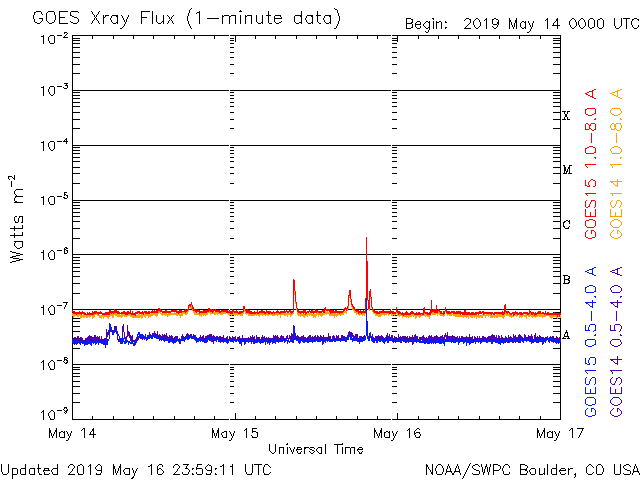 GOES Xray Flux (1-minute data)
Begin: 2019 May 14 0000 UTC
10⁻²
10⁻³
10⁻⁴
10⁻⁵
10⁻⁶
10⁻⁷
10⁻⁸
10⁻⁹
Watts m⁻²
X
M
C
B
A
GOES15 1.0-8.0 A
GOES14 1.0-8.0 A
GOES15 0.5-4.0 A
GOES14 0.5-4.0 A
May 14
May 15
May 16
May 17
Universal Time
Updated 2019 May 16 23:59:11 UTC
NOAA/SWPC Boulder, CO USA